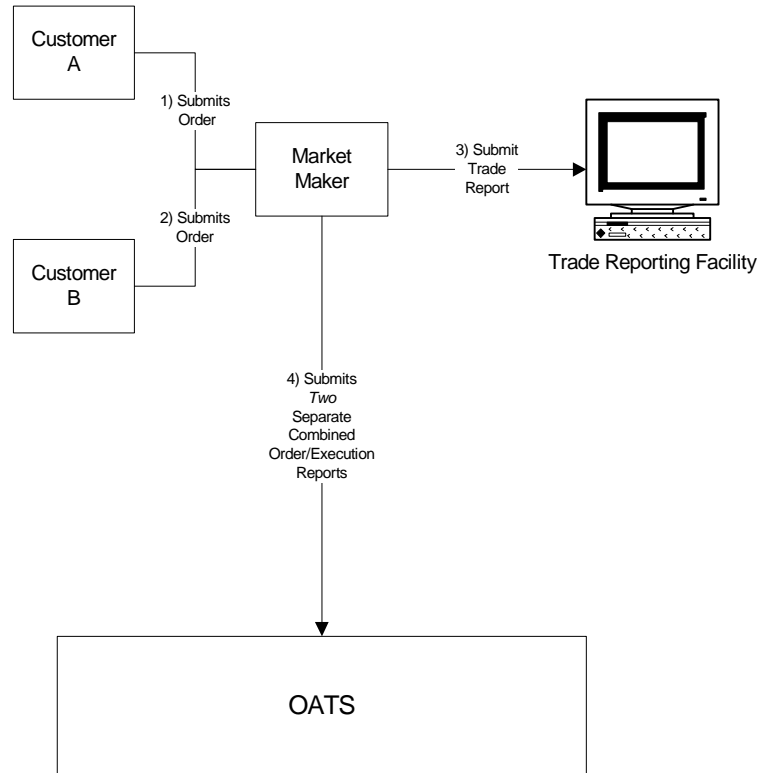 Customer
A
1) Submits
Order
Market
Maker
3) Submit
Trade
Report
2) Submits
Order
Customer
B
Trade Reporting Facility
4) Submits
Two
Separate
Combined
Order/Execution
Reports
OATS